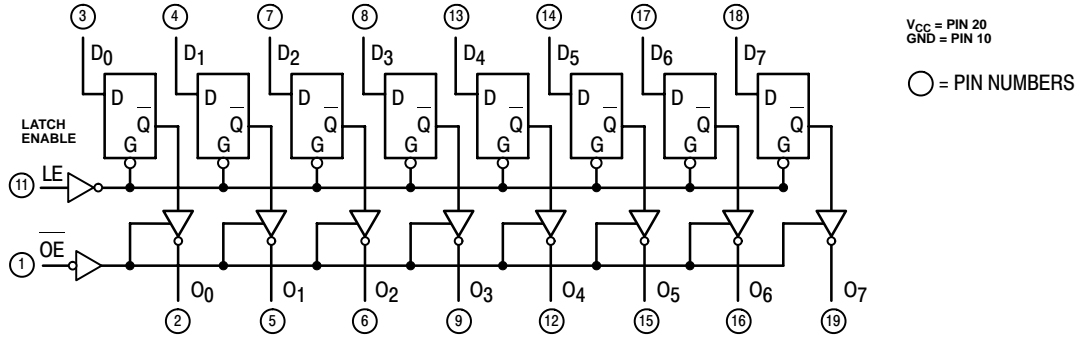 3 4 7 8 13 14 17 18
V_CC = PIN 20
GND = PIN 10
D0 D1 D2 D3 D4 D5 D6 D7
= PIN NUMBERS
D D D D D D D D
Q̅ Q̅ Q̅ Q̅ Q̅ Q̅ Q̅ Q̅
LATCH
ENABLE
G G G G G G G G
11 LE
1 O̅E̅
O0 O1 O2 O3 O4 O5 O6 O7
2 5 6 9 12 15 16 19